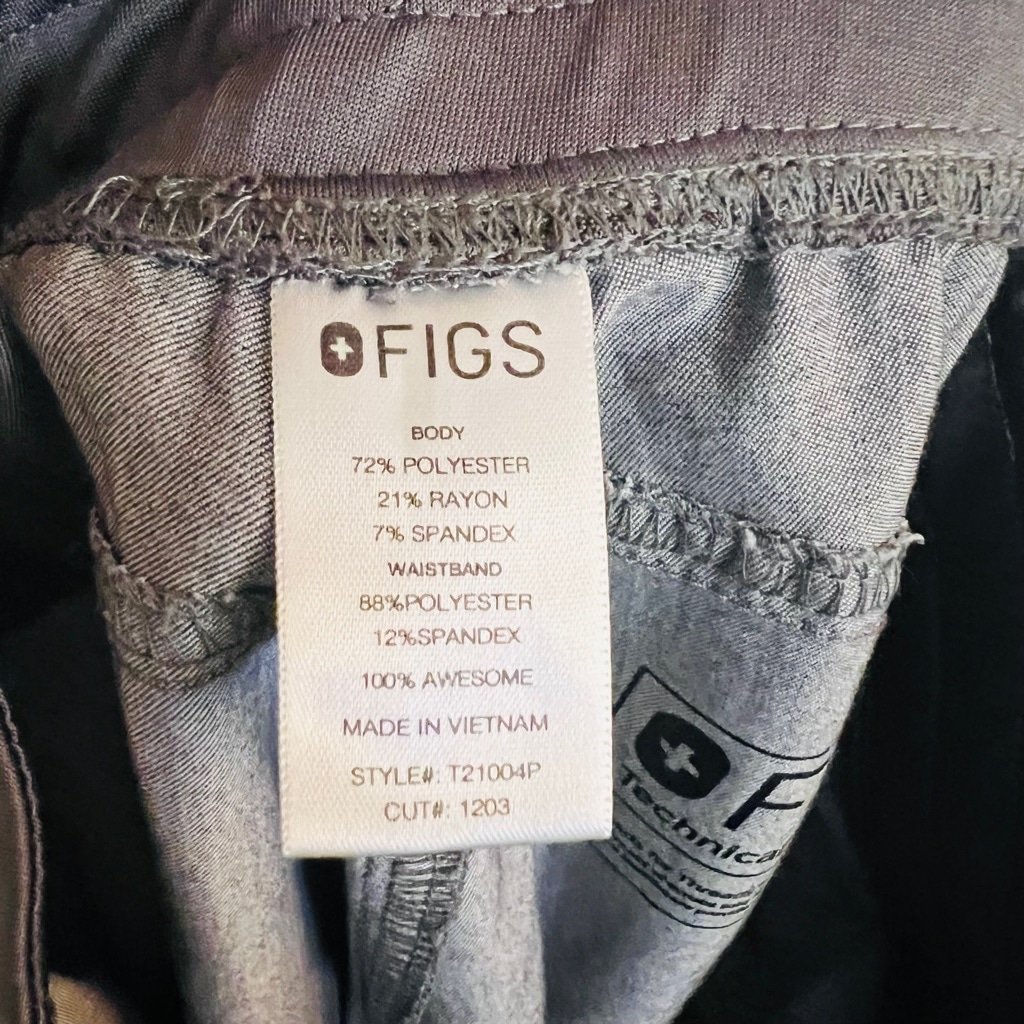 FIGS
BODY
72% POLYESTER
21% RAYON
7% SPANDEX
WAISTBAND
88%POLYESTER
12%SPANDEX
100% AWESOME
MADE IN VIETNAM
STYLE#: T21004P
CUT#: 1203
F
Technica